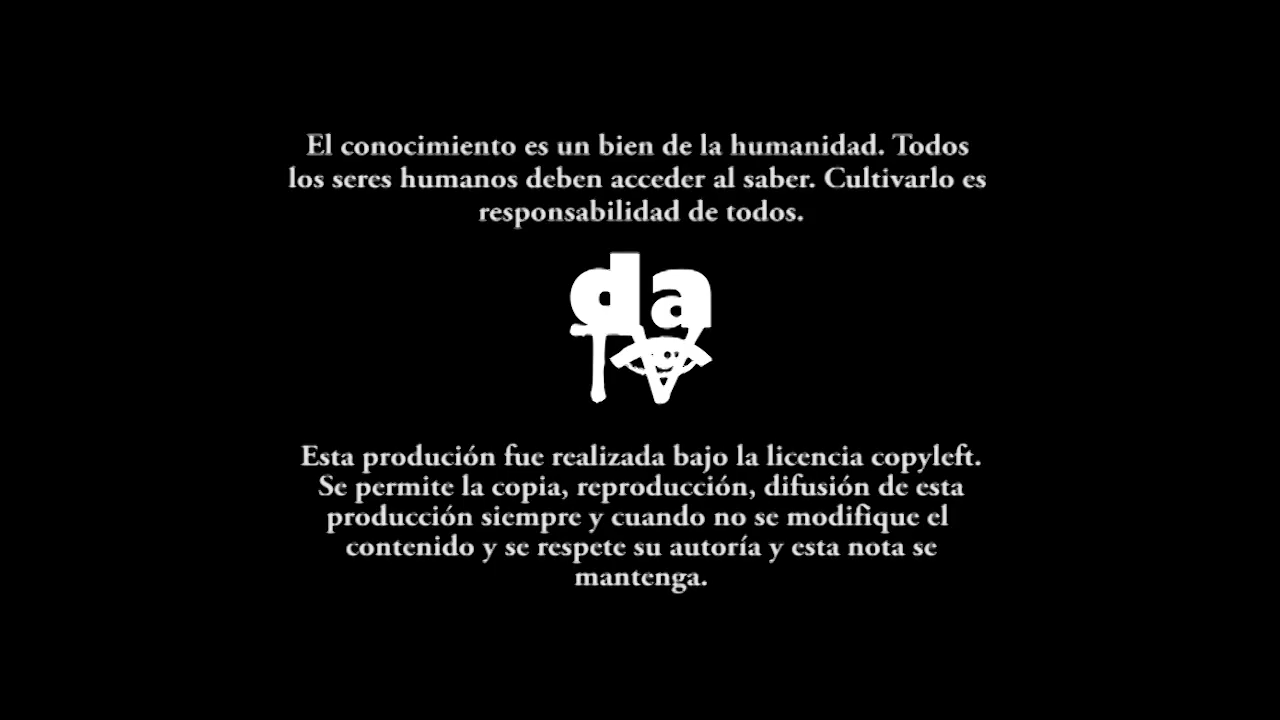 El conocimiento es un bien de la humanidad. Todos
los seres humanos deben acceder al saber. Cultivarlo es
responsabilidad de todos.
da
TV
Esta produción fue realizada bajo la licencia copyleft.
Se permite la copia, reproducción, difusión de esta
producción siempre y cuando no se modifique el
contenido y se respete su autoría y esta nota se
mantenga.